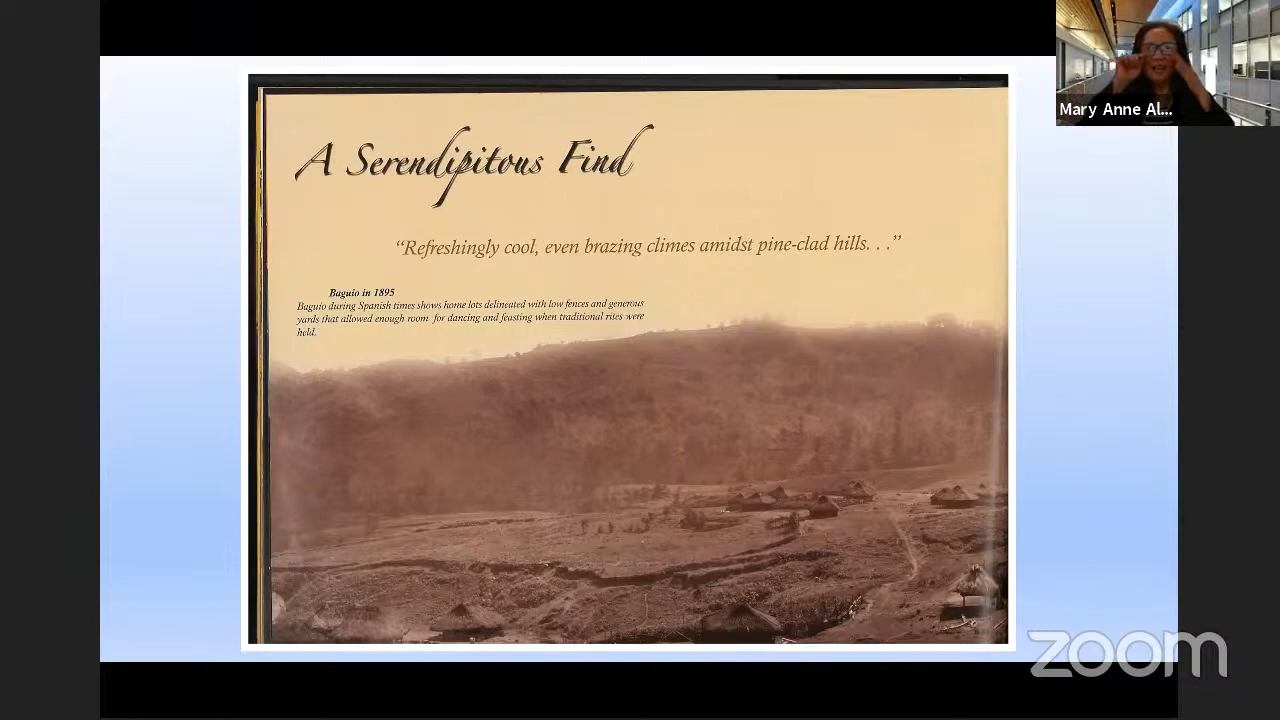 A Serendipitous Find
“Refreshingly cool, even brazing climes amidst pine-clad hills. . .”
Baguio in 1895
Baguio during Spanish times shows home lots delineated with low fences and generous
yards that allowed enough room for dancing and feasting when traditional rites were
held.
Mary Anne Al...
zoom